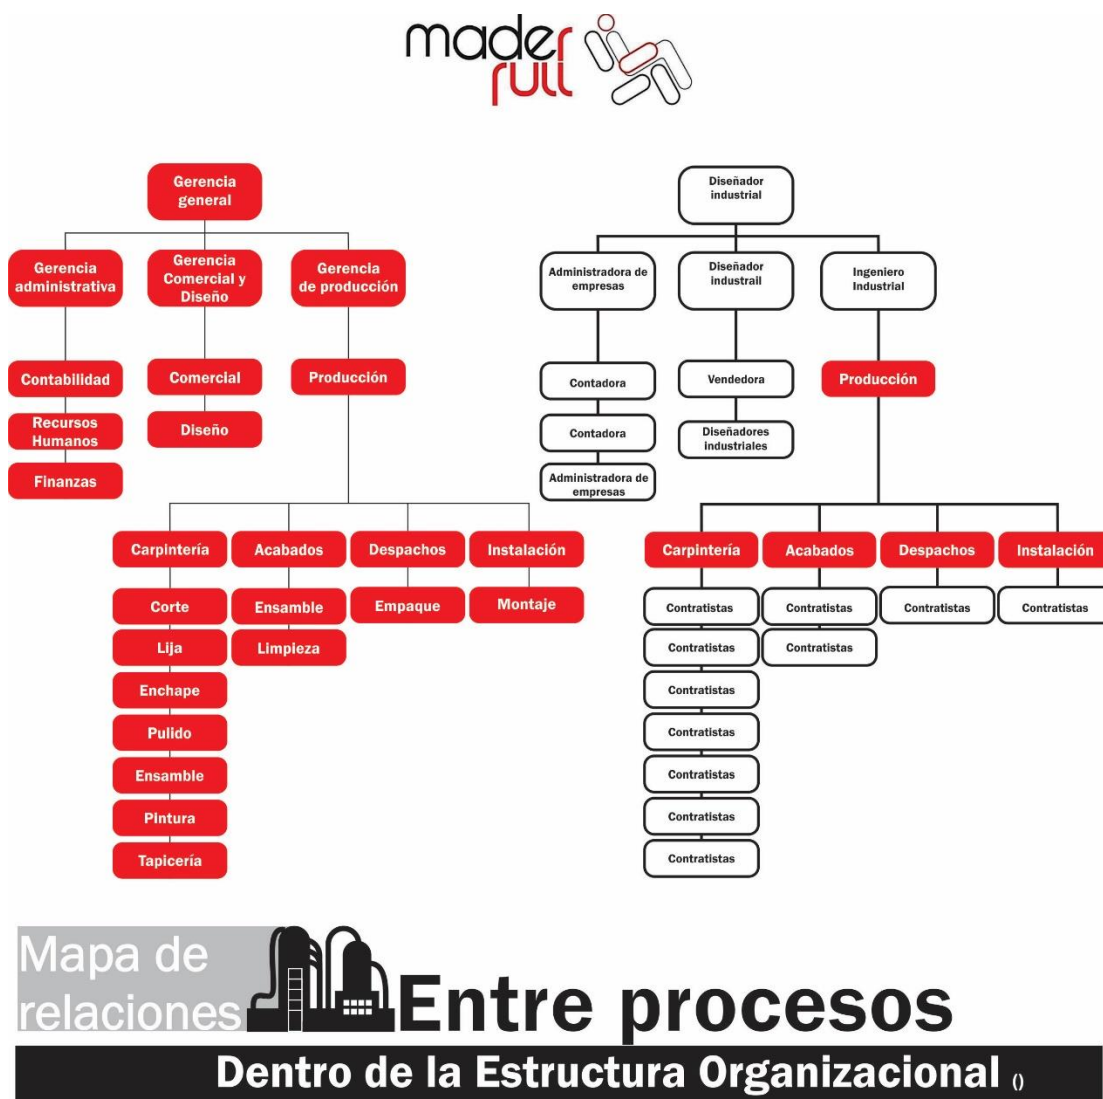 mader
rull
Gerencia
general
Gerencia
administrativa
Gerencia
Comercial y
Diseño
Gerencia
de producción
Contabilidad
Comercial
Producción
Recursos
Humanos
Diseño
Finanzas
Carpintería
Acabados
Despachos
Instalación
Corte
Ensamble
Empaque
Montaje
Lija
Limpieza
Enchape
Pulido
Ensamble
Pintura
Tapicería
Diseñador
industrial
Administradora de
empresas
Diseñador
industrail
Ingeniero
Industrial
Contadora
Vendedora
Producción
Contadora
Diseñadores
industriales
Administradora de
empresas
Carpintería
Acabados
Despachos
Instalación
Contratistas
Contratistas
Contratistas
Contratistas
Contratistas
Contratistas
Contratistas
Contratistas
Contratistas
Contratistas
Contratistas
Mapa de
relaciones
Entre procesos
Dentro de la Estructura Organizacional ()